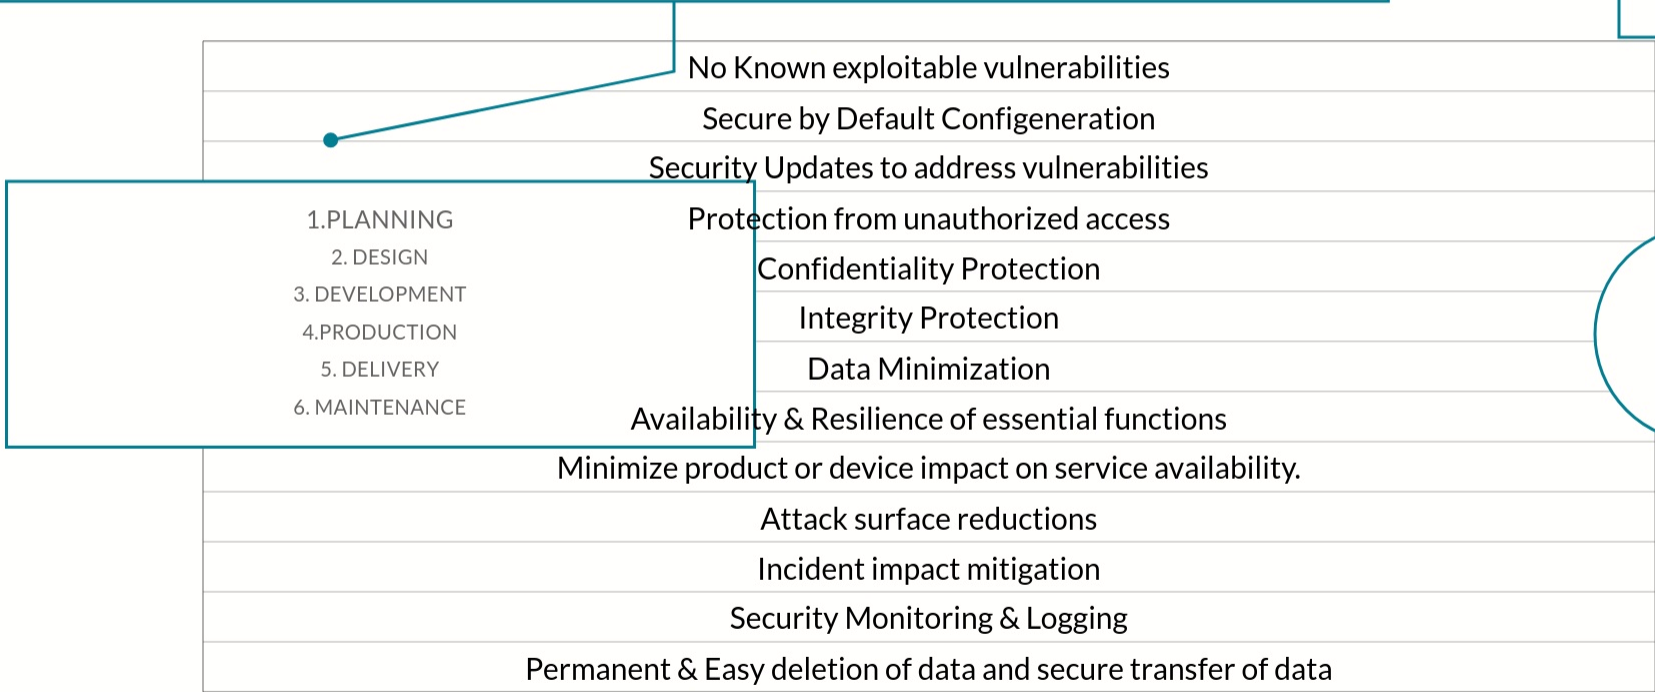 No Known exploitable vulnerabilities
Secure by Default Configeneration
Security Updates to address vulnerabilities
Protection from unauthorized access
Confidentiality Protection
Integrity Protection
Data Minimization
Availability & Resilience of essential functions
Minimize product or device impact on service availability.
Attack surface reductions
Incident impact mitigation
Security Monitoring & Logging
Permanent & Easy deletion of data and secure transfer of data
1.PLANNING
2. DESIGN
3. DEVELOPMENT
4.PRODUCTION
5. DELIVERY
6. MAINTENANCE